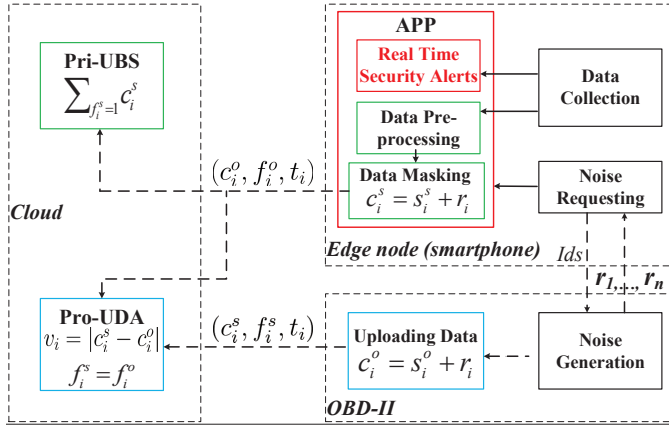 APP
Pri-UBS
∑_{f_i^s=1} c_i^s
Real Time
Security Alerts
Data
Collection
Data Pre-
processing
(c_i^o, f_i^o, t_i)
Data Masking
c_i^s = s_i^s + r_i
Noise
Requesting
Cloud
Edge node (smartphone)
Ids
r_1,..., r_n
Pro-UDA
v_i = |c_i^s − c_i^o|
f_i^s = f_i^o
(c_i^s, f_i^s, t_i)
Uploading Data
c_i^o = s_i^o + r_i
Noise
Generation
OBD-II